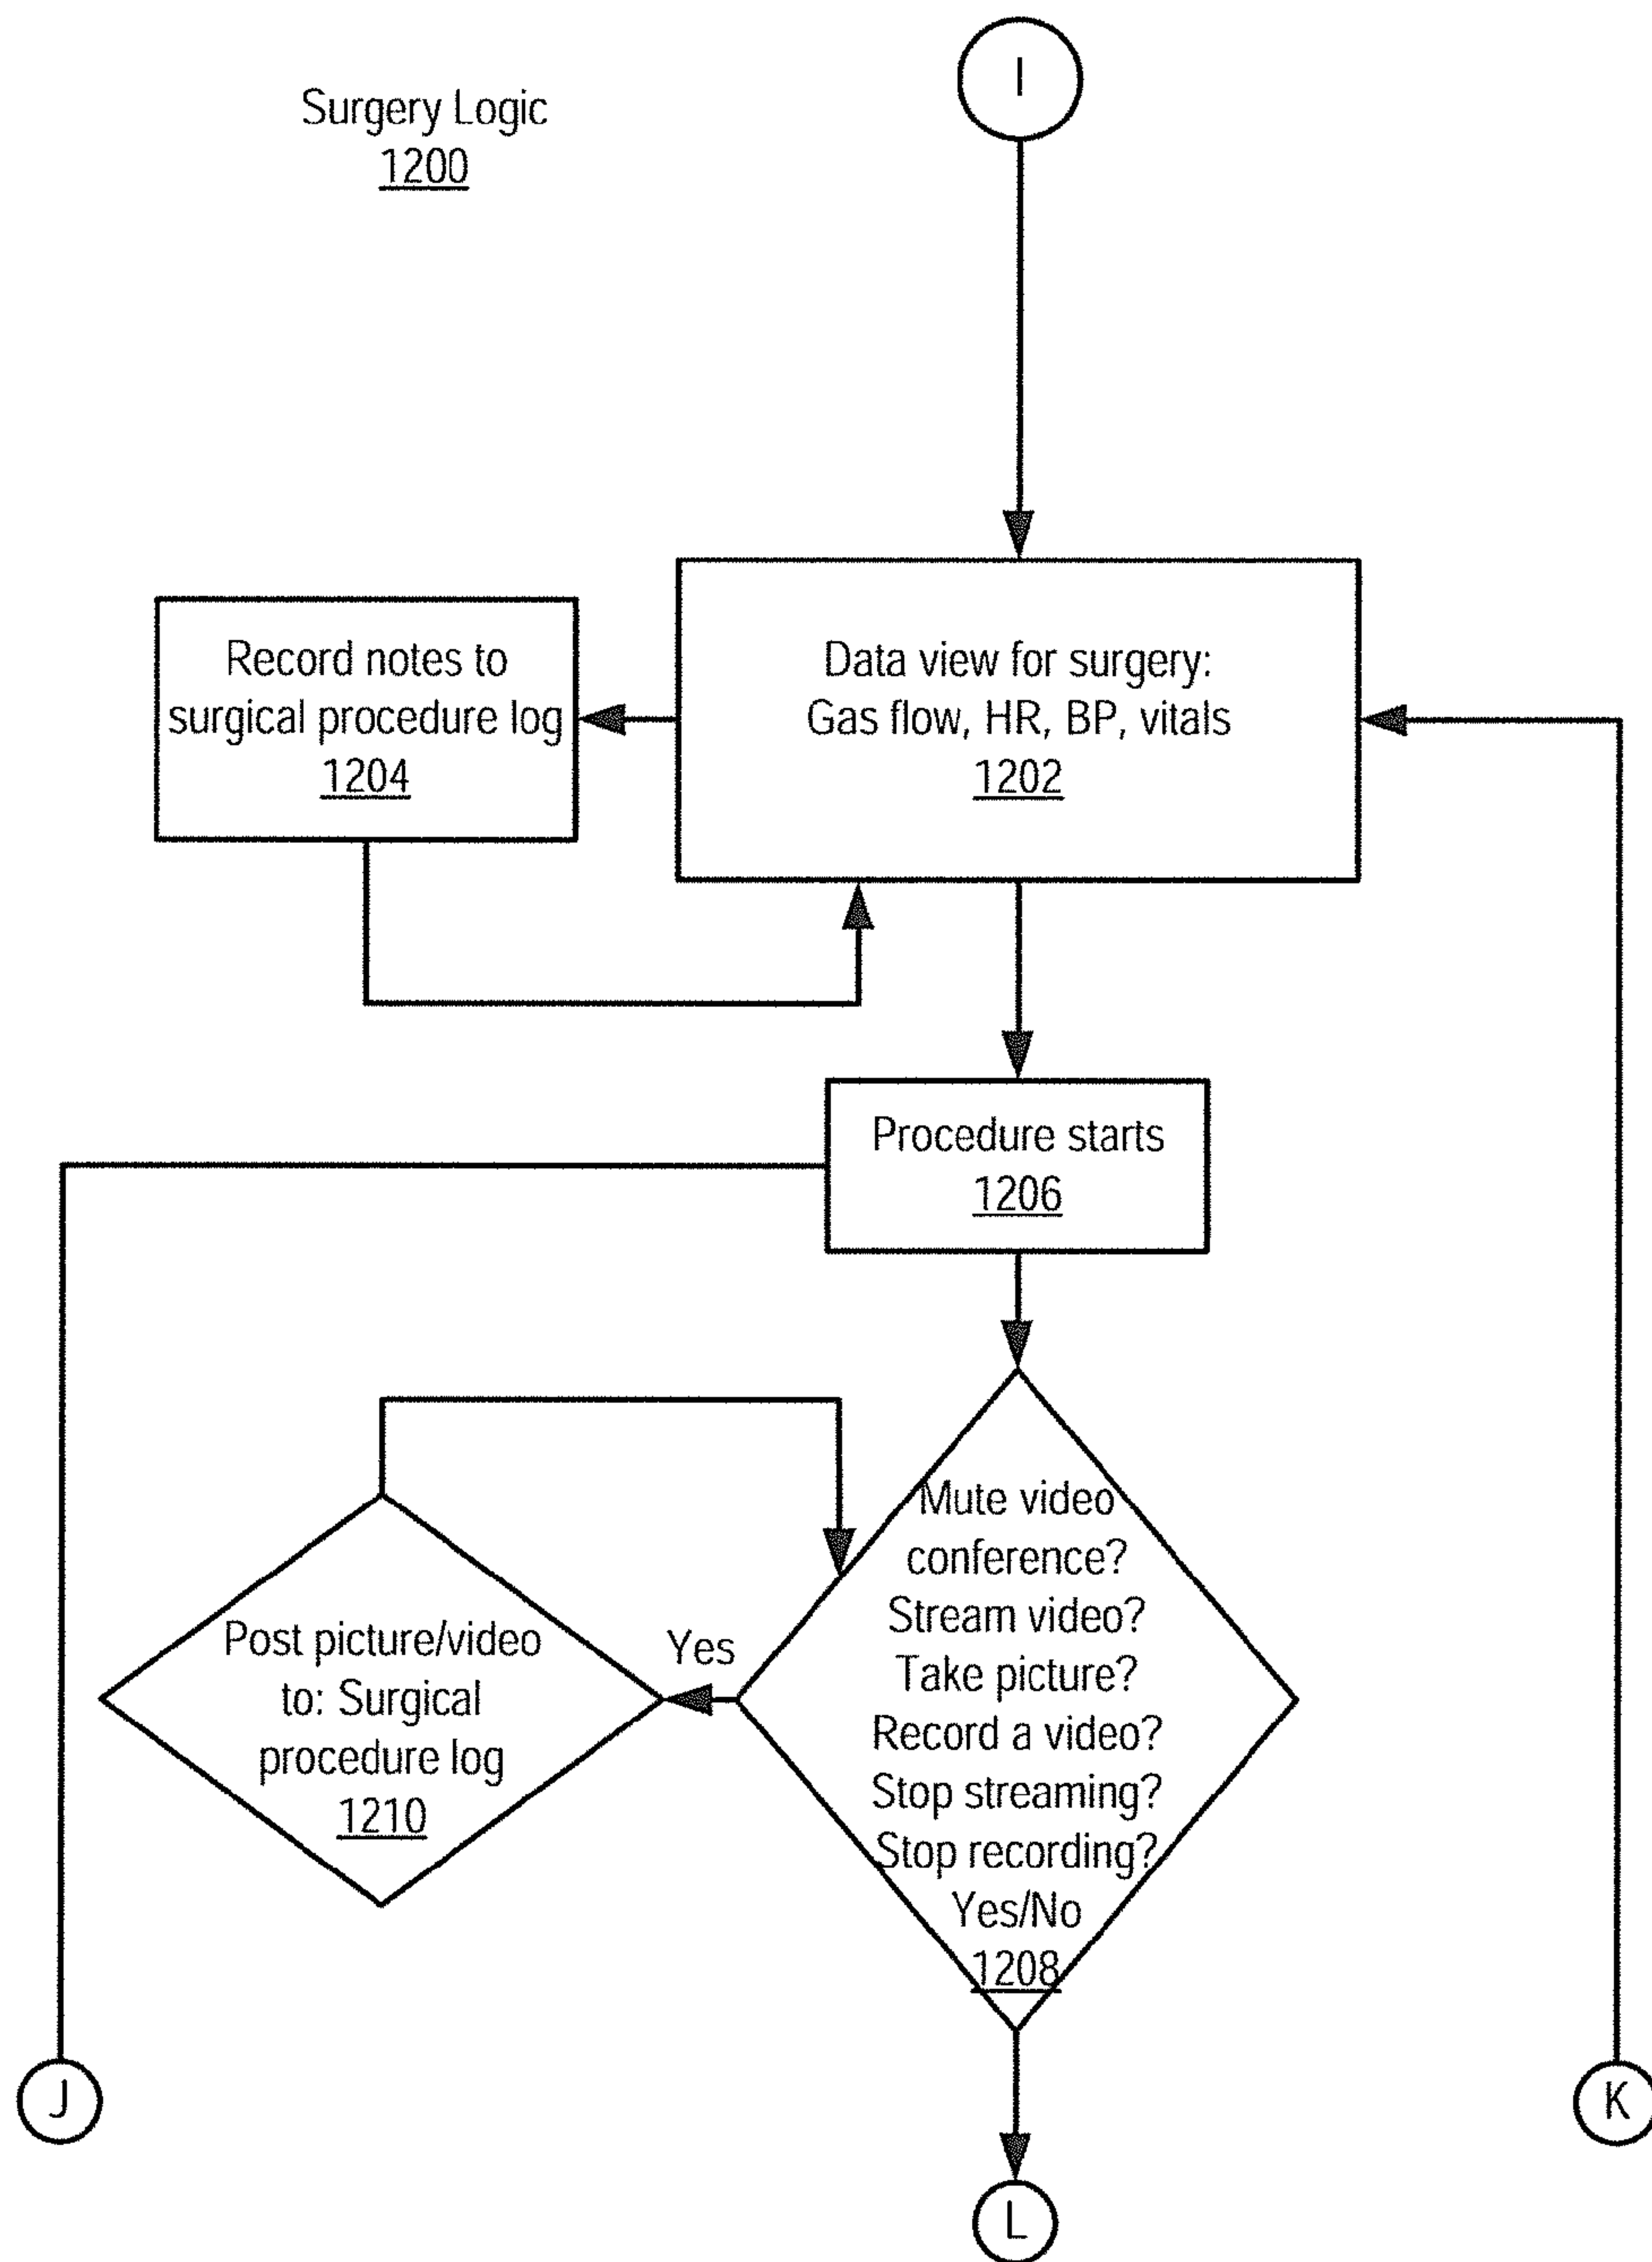 I
Surgery Logic
1200
Record notes to
surgical procedure log
1204
Data view for surgery:
Gas flow, HR, BP, vitals
1202
Procedure starts
1206
Mute video
conference?
Stream video?
Take picture?
Record a video?
Stop streaming?
Stop recording?
Yes/No
1208
Yes
Post picture/video
to: Surgical
procedure log
1210
J
K
L